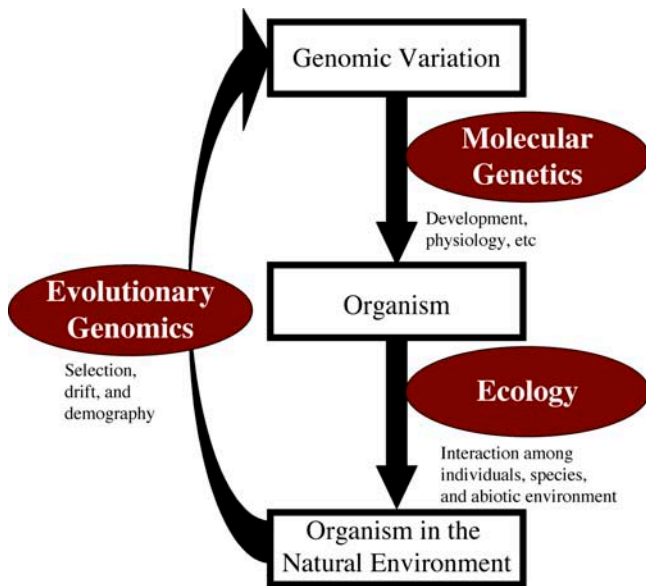 Genomic Variation
Molecular
Genetics
Development,
physiology, etc
Evolutionary
Genomics
Selection,
drift, and
demography
Organism
Ecology
Interaction among
individuals, species,
and abiotic environment
Organism in the
Natural Environment